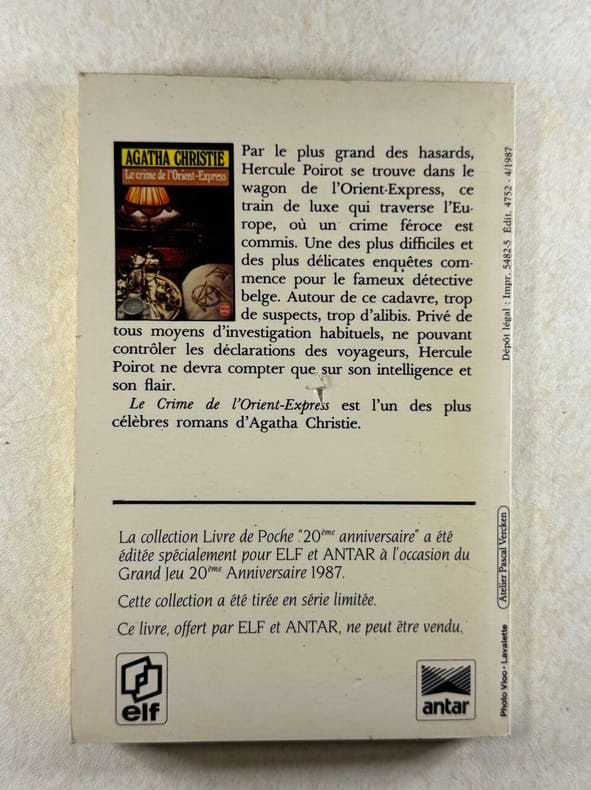 AGATHA CHRISTIE
Le crime de l'Orient-Express
Par le plus grand des hasards,
Hercule Poirot se trouve dans le
wagon de l'Orient-Express, ce
train de luxe qui traverse l'Eu-
rope, où un crime féroce est
commis. Une des plus difficiles et
des plus délicates enquêtes com-
mence pour le fameux détective
belge. Autour de ce cadavre, trop
de suspects, trop d'alibis. Privé de
tous moyens d'investigation habituels, ne pouvant
contrôler les déclarations des voyageurs, Hercule
Poirot ne devra compter que sur son intelligence et
son flair.
Le Crime de l'Orient-Express est l'un des plus
célèbres romans d'Agatha Christie.
La collection Livre de Poche "20ème anniversaire" a été
éditée spécialement pour ELF et ANTAR à l'occasion du
Grand Jeu 20ème Anniversaire 1987.
Cette collection a été tirée en série limitée.
Ce livre, offert par ELF et ANTAR, ne peut être vendu.
elf
antar
Dépôt légal : Impr. 5482-5 Édit. 4752 - 4/1987
Photo Vloo - Lavalette
Atelier Pascal Vercken